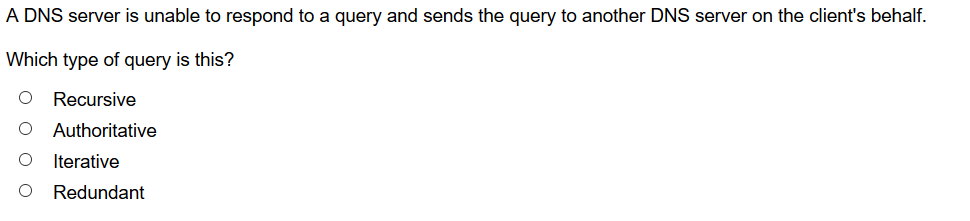 A DNS server is unable to respond to a query and sends the query to another DNS server on the client's behalf.
Which type of query is this?
Recursive
Authoritative
Iterative
Redundant